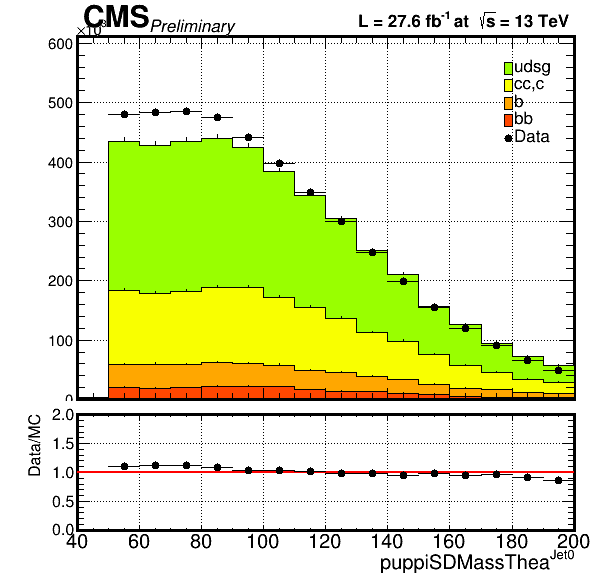 CMS Preliminary L = 27.6 fb⁻¹ at √s = 13 TeV
×10³
600
500
400
300
200
100
0
udsg
cc,c
b
bb
Data
Data/MC
2.0
1.5
1.0
0.5
0.0
40 60 80 100 120 140 160 180 200
puppiSDMassThea^Jet0